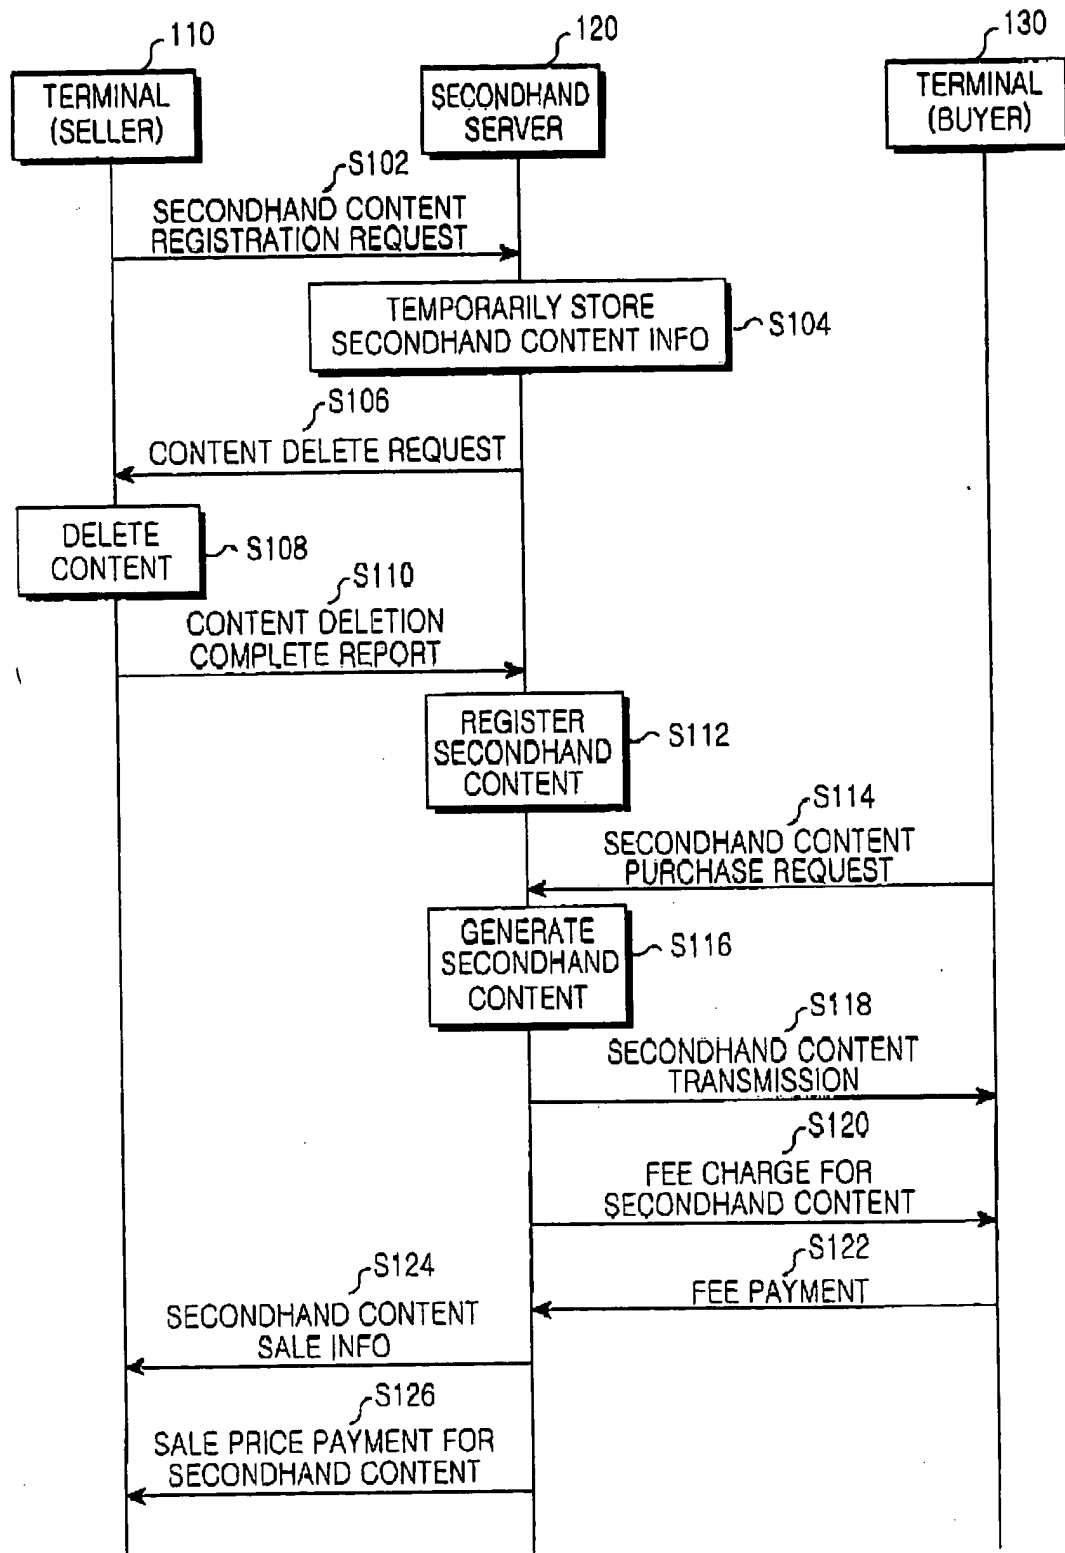 110
120
130
TERMINAL
(SELLER)
SECONDHAND
SERVER
TERMINAL
(BUYER)
S102
SECONDHAND CONTENT
REGISTRATION REQUEST
TEMPORARILY STORE
SECONDHAND CONTENT INFO
S104
S106
CONTENT DELETE REQUEST
DELETE
CONTENT
S108
S110
CONTENT DELETION
COMPLETE REPORT
REGISTER
SECONDHAND
CONTENT
S112
S114
SECONDHAND CONTENT
PURCHASE REQUEST
GENERATE
SECONDHAND
CONTENT
S116
S118
SECONDHAND CONTENT
TRANSMISSION
S120
FEE CHARGE FOR
SECONDHAND CONTENT
S122
FEE PAYMENT
S124
SECONDHAND CONTENT
SALE INFO
S126
SALE PRICE PAYMENT FOR
SECONDHAND CONTENT